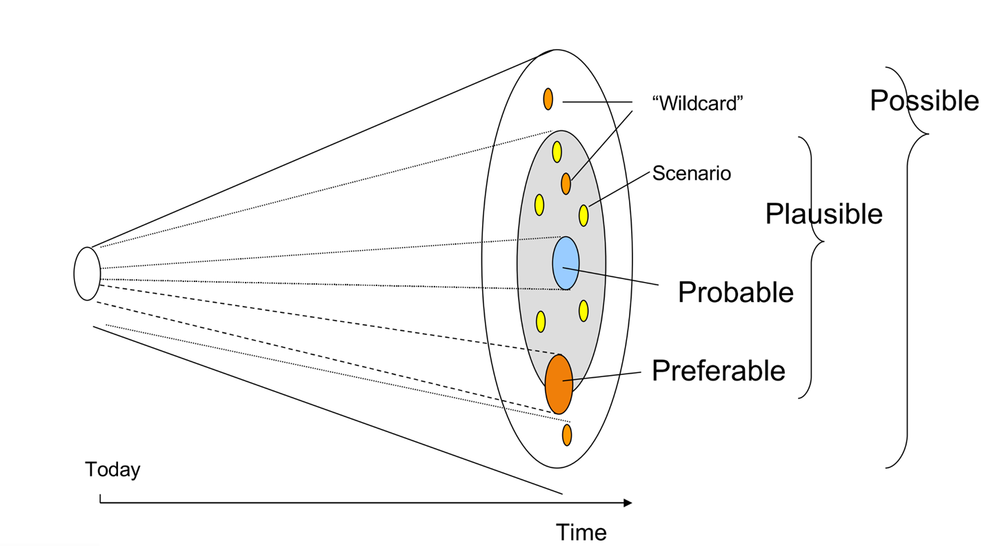 “Wildcard”
Possible
Scenario
Plausible
Probable
Preferable
Today
Time